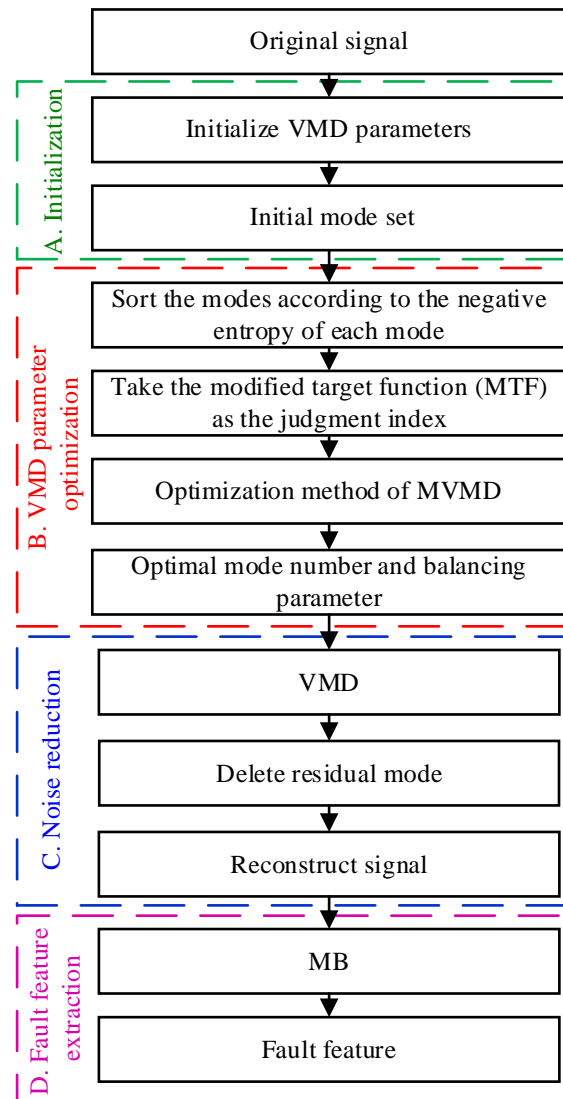 Original signal
A. Initialization
Initialize VMD parameters
Initial mode set
B. VMD parameter
optimization
Sort the modes according to the negative
entropy of each mode
Take the modified target function (MTF)
as the judgment index
Optimization method of MVMD
Optimal mode number and balancing
parameter
C. Noise reduction
VMD
Delete residual mode
Reconstruct signal
D. Fault feature
extraction
MB
Fault feature